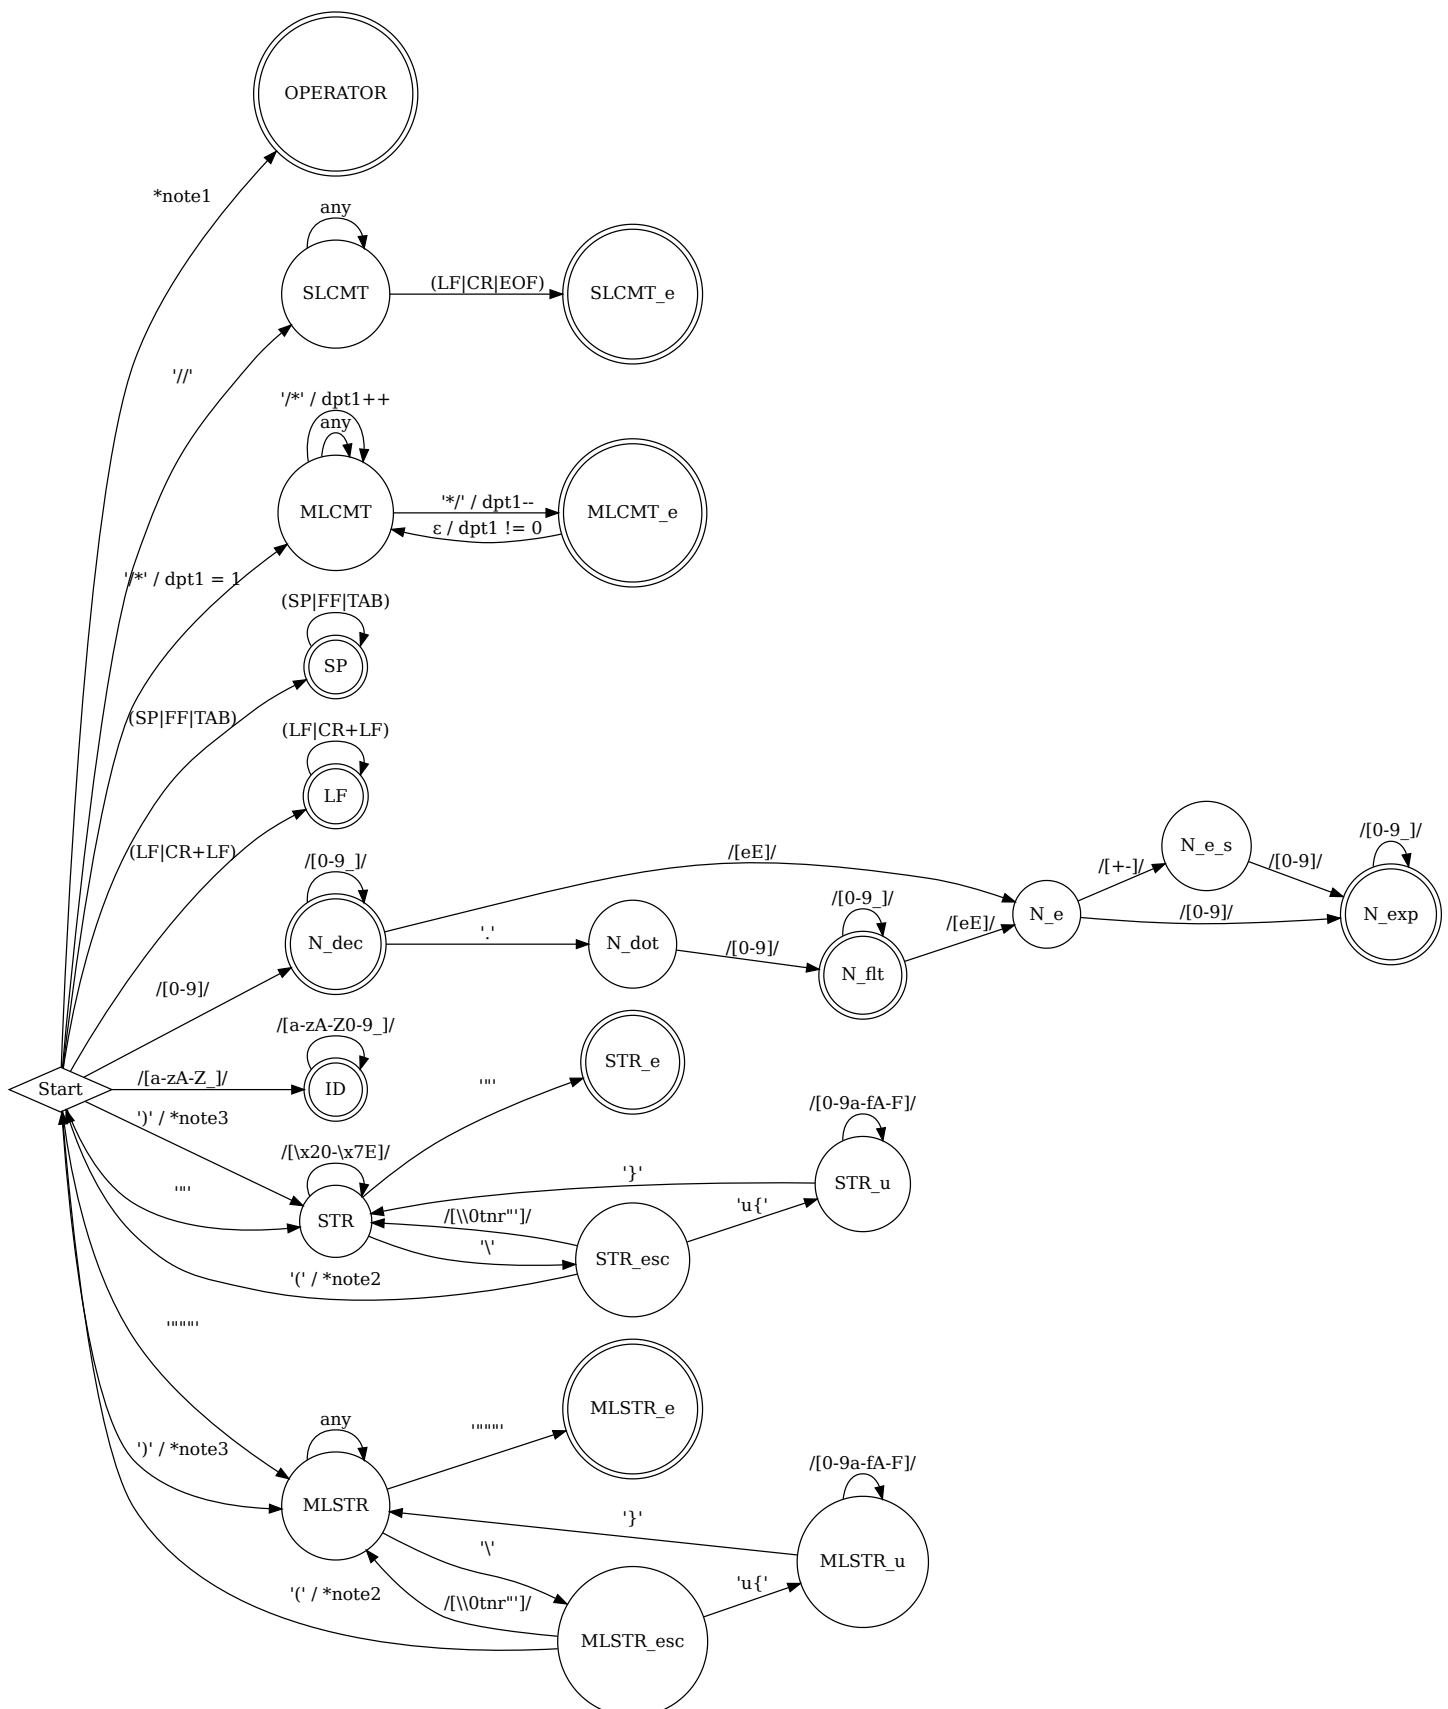 OPERATOR
*note1
any
SLCMT
(LF|CR|EOF)
SLCMT_e
'//'
'/*' / dpt1++
any
MLCMT
'*/' / dpt1--
ε / dpt1 != 0
MLCMT_e
'/*' / dpt1 = 1
(SP|FF|TAB)
SP
(SP|FF|TAB)
(LF|CR+LF)
LF
(LF|CR+LF)
/[0-9_]/
N_dec
/[0-9]/
/[eE]/
'.'
N_dot
/[0-9]/
/[0-9_]/
N_flt
/[eE]/
N_e
/[+-]/
N_e_s
/[0-9]/
/[0-9]/
/[0-9_]/
N_exp
Start
/[a-zA-Z_]/
/[a-zA-Z0-9_]/
ID
')' / *note3
'"'
/[\x20-\x7E]/
STR
'"'
STR_e
'}'
/[\\0tnr"']/
'\'
'(' / *note2
STR_esc
'u{'
/[0-9a-fA-F]/
STR_u
'"""'
')' / *note3
any
MLSTR
'"""'
MLSTR_e
'}'
'\'
/[\\0tnr"']/
'(' / *note2
MLSTR_esc
'u{'
/[0-9a-fA-F]/
MLSTR_u